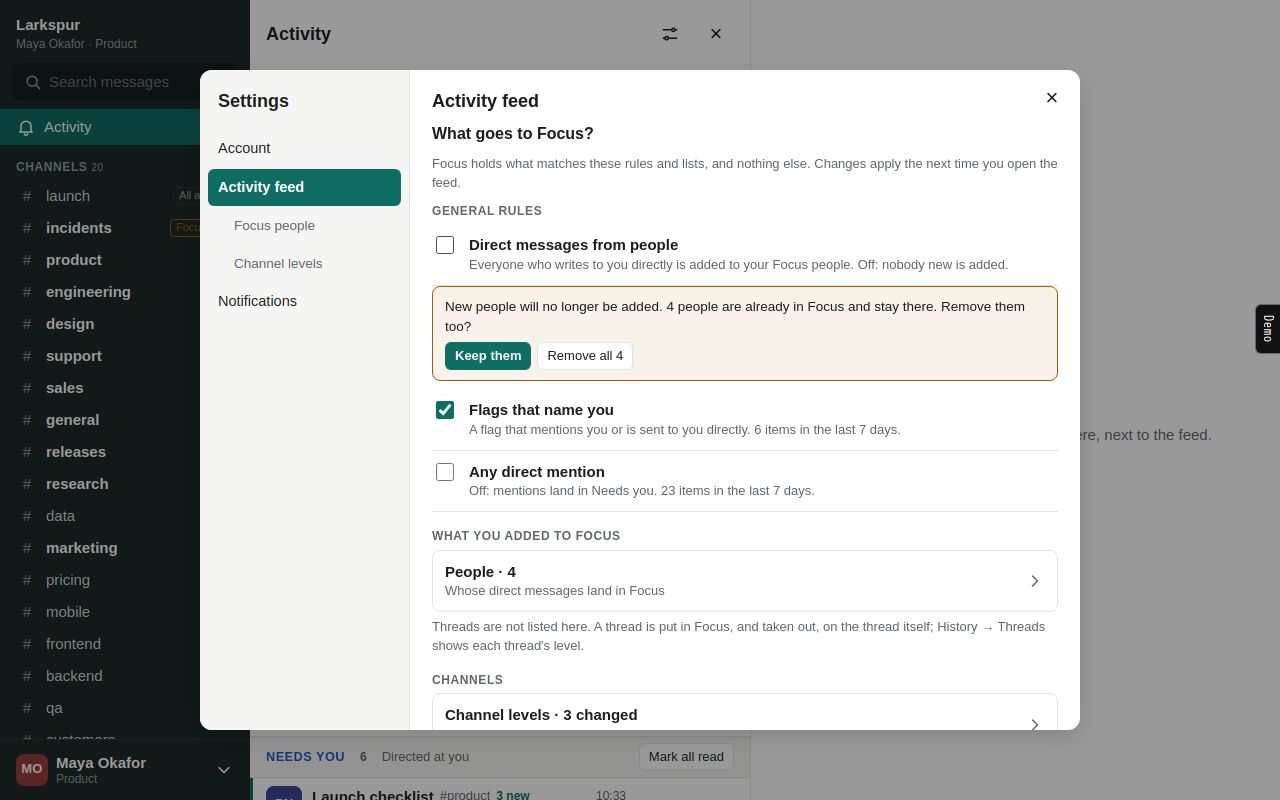 Larkspur
Maya Okafor · Product
Search messages
Activity
CHANNELS 20
# launch All a
# incidents Focu
# product
# engineering
# design
# support
# sales
# general
# releases
# research
# data
# marketing
# pricing
# mobile
# frontend
# backend
# qa
# customers
MO
Maya Okafor
Product
Activity
Settings
Account
Activity feed
Focus people
Channel levels
Notifications
Activity feed
What goes to Focus?
Focus holds what matches these rules and lists, and nothing else. Changes apply the next time you open the
feed.
GENERAL RULES
Direct messages from people
Everyone who writes to you directly is added to your Focus people. Off: nobody new is added.
New people will no longer be added. 4 people are already in Focus and stay there. Remove them
too?
Keep them
Remove all 4
Flags that name you
A flag that mentions you or is sent to you directly. 6 items in the last 7 days.
Any direct mention
Off: mentions land in Needs you. 23 items in the last 7 days.
WHAT YOU ADDED TO FOCUS
People · 4
Whose direct messages land in Focus
Threads are not listed here. A thread is put in Focus, and taken out, on the thread itself; History → Threads
shows each thread's level.
CHANNELS
Channel levels · 3 changed
NEEDS YOU 6 Directed at you
Mark all read
Launch checklist #product 3 new 10:33
ere, next to the feed.
Demo